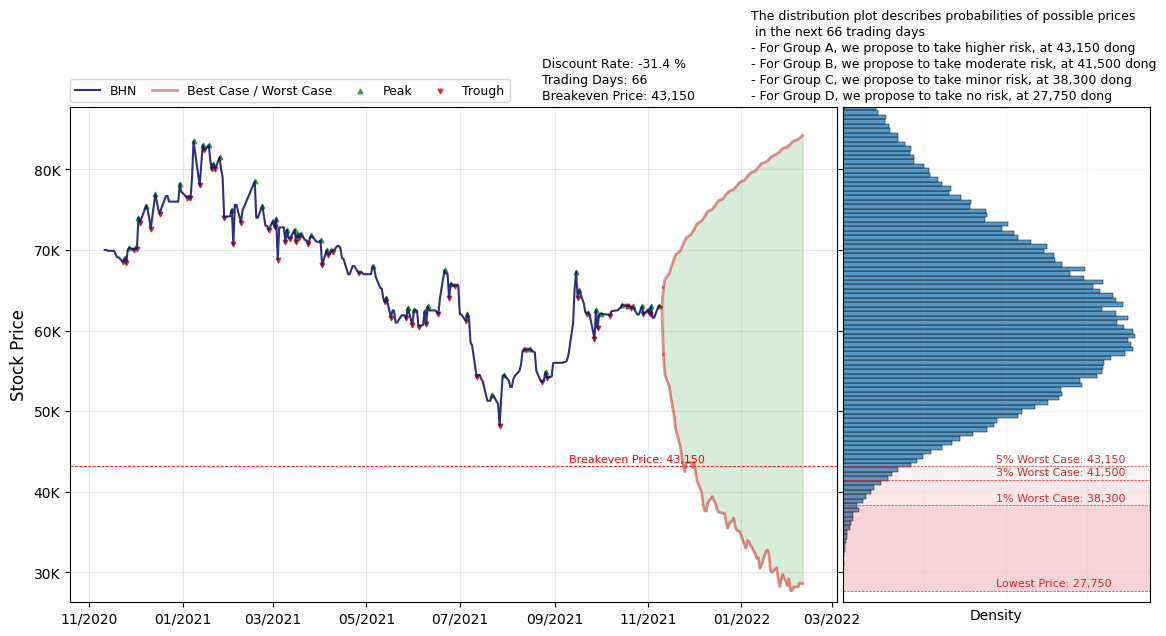 The distribution plot describes probabilities of possible prices
in the next 66 trading days
- For Group A, we propose to take higher risk, at 43,150 dong
- For Group B, we propose to take moderate risk, at 41,500 dong
- For Group C, we propose to take minor risk, at 38,300 dong
- For Group D, we propose to take no risk, at 27,750 dong
Discount Rate: -31.4 %
Trading Days: 66
Breakeven Price: 43,150
BHN
Best Case / Worst Case
Peak
Trough
Stock Price
80K
70K
60K
50K
40K
30K
Breakeven Price: 43,150
5% Worst Case: 43,150
3% Worst Case: 41,500
1% Worst Case: 38,300
Lowest Price: 27,750
11/2020
01/2021
03/2021
05/2021
07/2021
09/2021
11/2021
01/2022
03/2022
Density